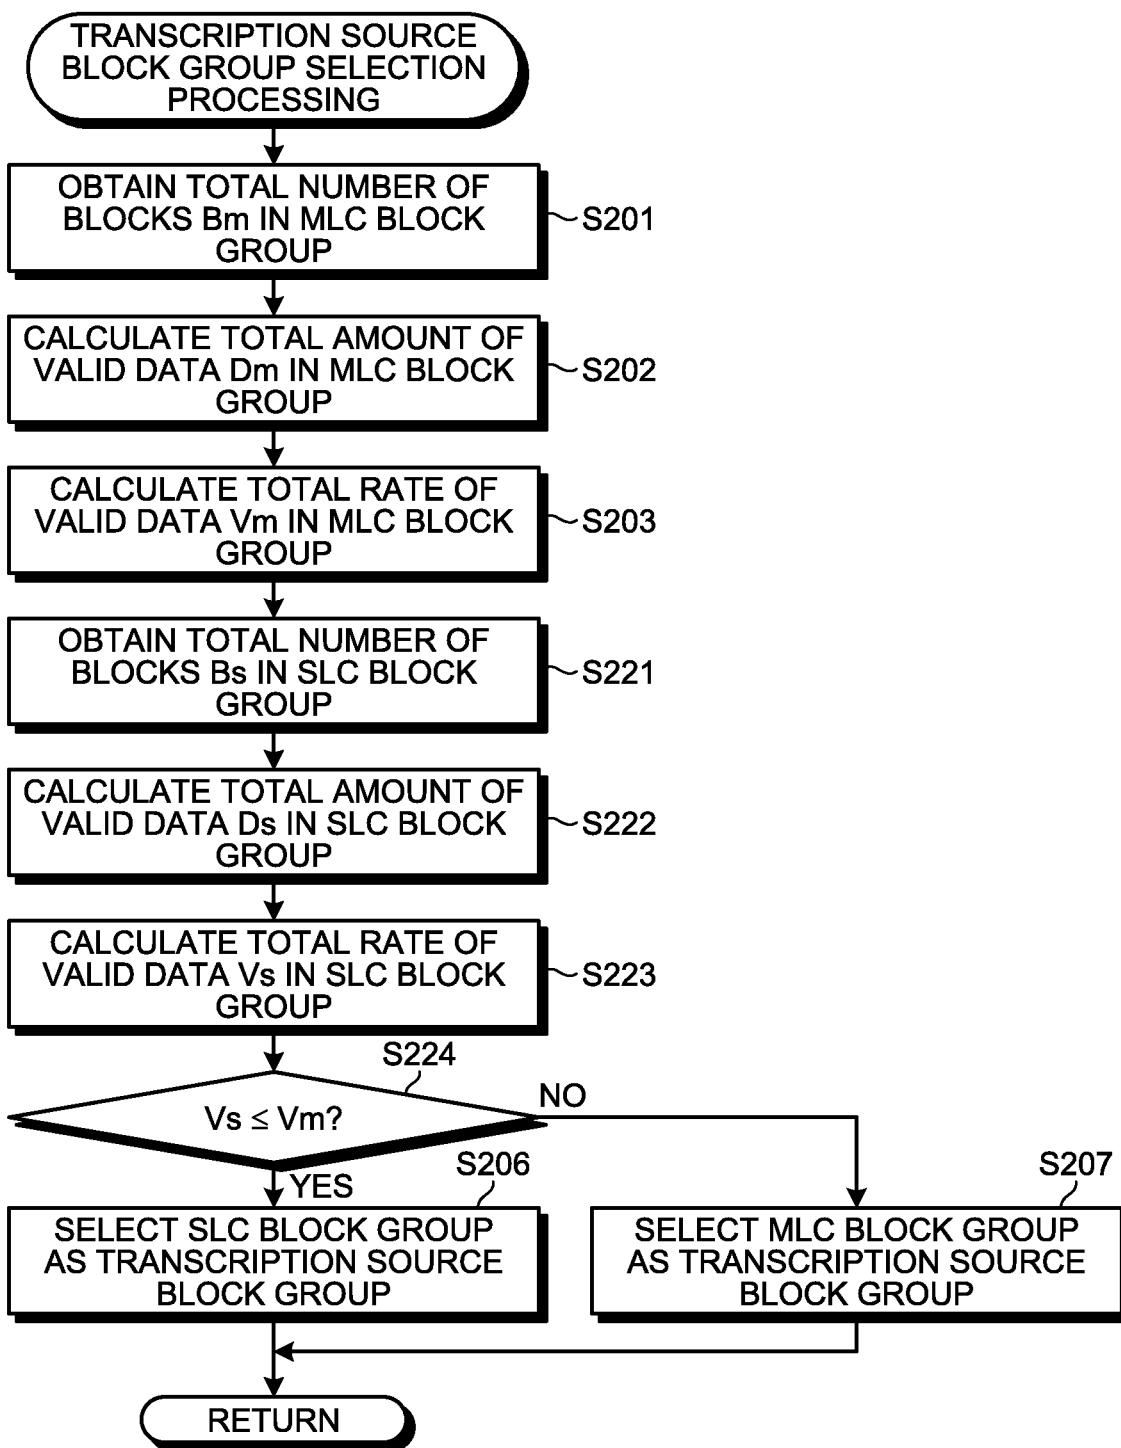 TRANSCRIPTION SOURCE
BLOCK GROUP SELECTION
PROCESSING
OBTAIN TOTAL NUMBER OF
BLOCKS Bm IN MLC BLOCK
GROUP
S201
CALCULATE TOTAL AMOUNT OF
VALID DATA Dm IN MLC BLOCK
GROUP
S202
CALCULATE TOTAL RATE OF
VALID DATA Vm IN MLC BLOCK
GROUP
S203
OBTAIN TOTAL NUMBER OF
BLOCKS Bs IN SLC BLOCK
GROUP
S221
CALCULATE TOTAL AMOUNT OF
VALID DATA Ds IN SLC BLOCK
GROUP
S222
CALCULATE TOTAL RATE OF
VALID DATA Vs IN SLC BLOCK
GROUP
S223
S224
Vs ≤ Vm?
NO
YES
S206
SELECT SLC BLOCK GROUP
AS TRANSCRIPTION SOURCE
BLOCK GROUP
S207
SELECT MLC BLOCK GROUP
AS TRANSCRIPTION SOURCE
BLOCK GROUP
RETURN